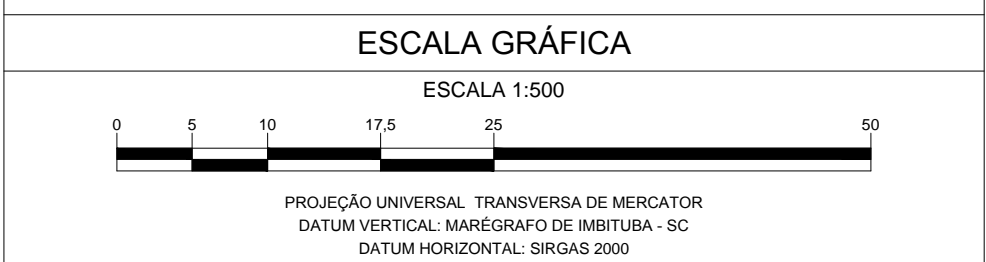 ESCALA GRÁFICA
ESCALA 1:500
0 5 10 17,5 25 50
PROJEÇÃO UNIVERSAL TRANSVERSA DE MERCATOR
DATUM VERTICAL: MARÉGRAFO DE IMBITUBA - SC
DATUM HORIZONTAL: SIRGAS 2000